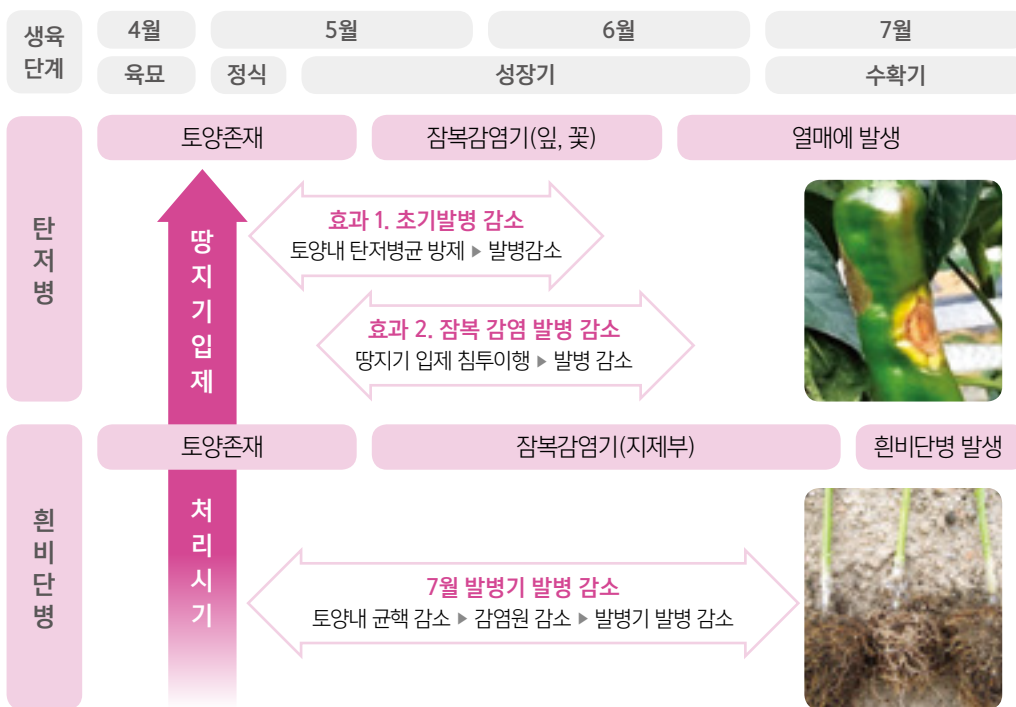 생육
단계
4월
5월
6월
7월
육묘
정식
성장기
수확기
탄저병
토양존재
잠복감염기(잎, 꽃)
열매에 발생
땅지기입제
효과 1. 초기발병 감소
토양내 탄저병균 방제 ▶ 발병감소
효과 2. 잠복 감염 발병 감소
땅지기 입제 침투이행 ▶ 발병 감소
흰비단병
토양존재
잠복감염기(지제부)
흰비단병 발생
처리시기
7월 발병기 발병 감소
토양내 균핵 감소 ▶ 감염원 감소 ▶ 발병기 발병 감소